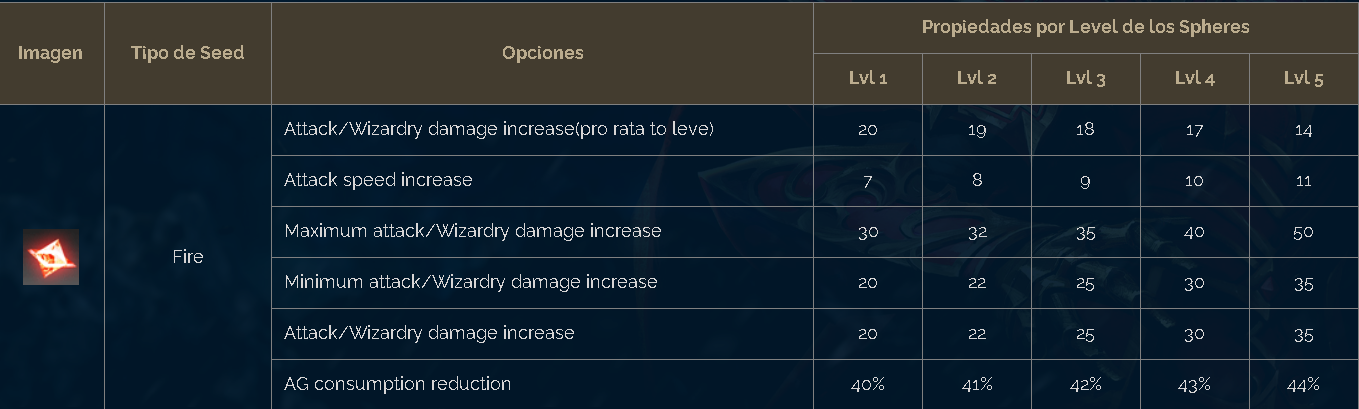 Imagen Tipo de Seed Opciones Propiedades por Level de los Spheres
Lvl 1 Lvl 2 Lvl 3 Lvl 4 Lvl 5
Fire
Attack/Wizardry damage increase(pro rata to leve) 20 19 18 17 14
Attack speed increase 7 8 9 10 11
Maximum attack/Wizardry damage increase 30 32 35 40 50
Minimum attack/Wizardry damage increase 20 22 25 30 35
Attack/Wizardry damage increase 20 22 25 30 35
AG consumption reduction 40% 41% 42% 43% 44%